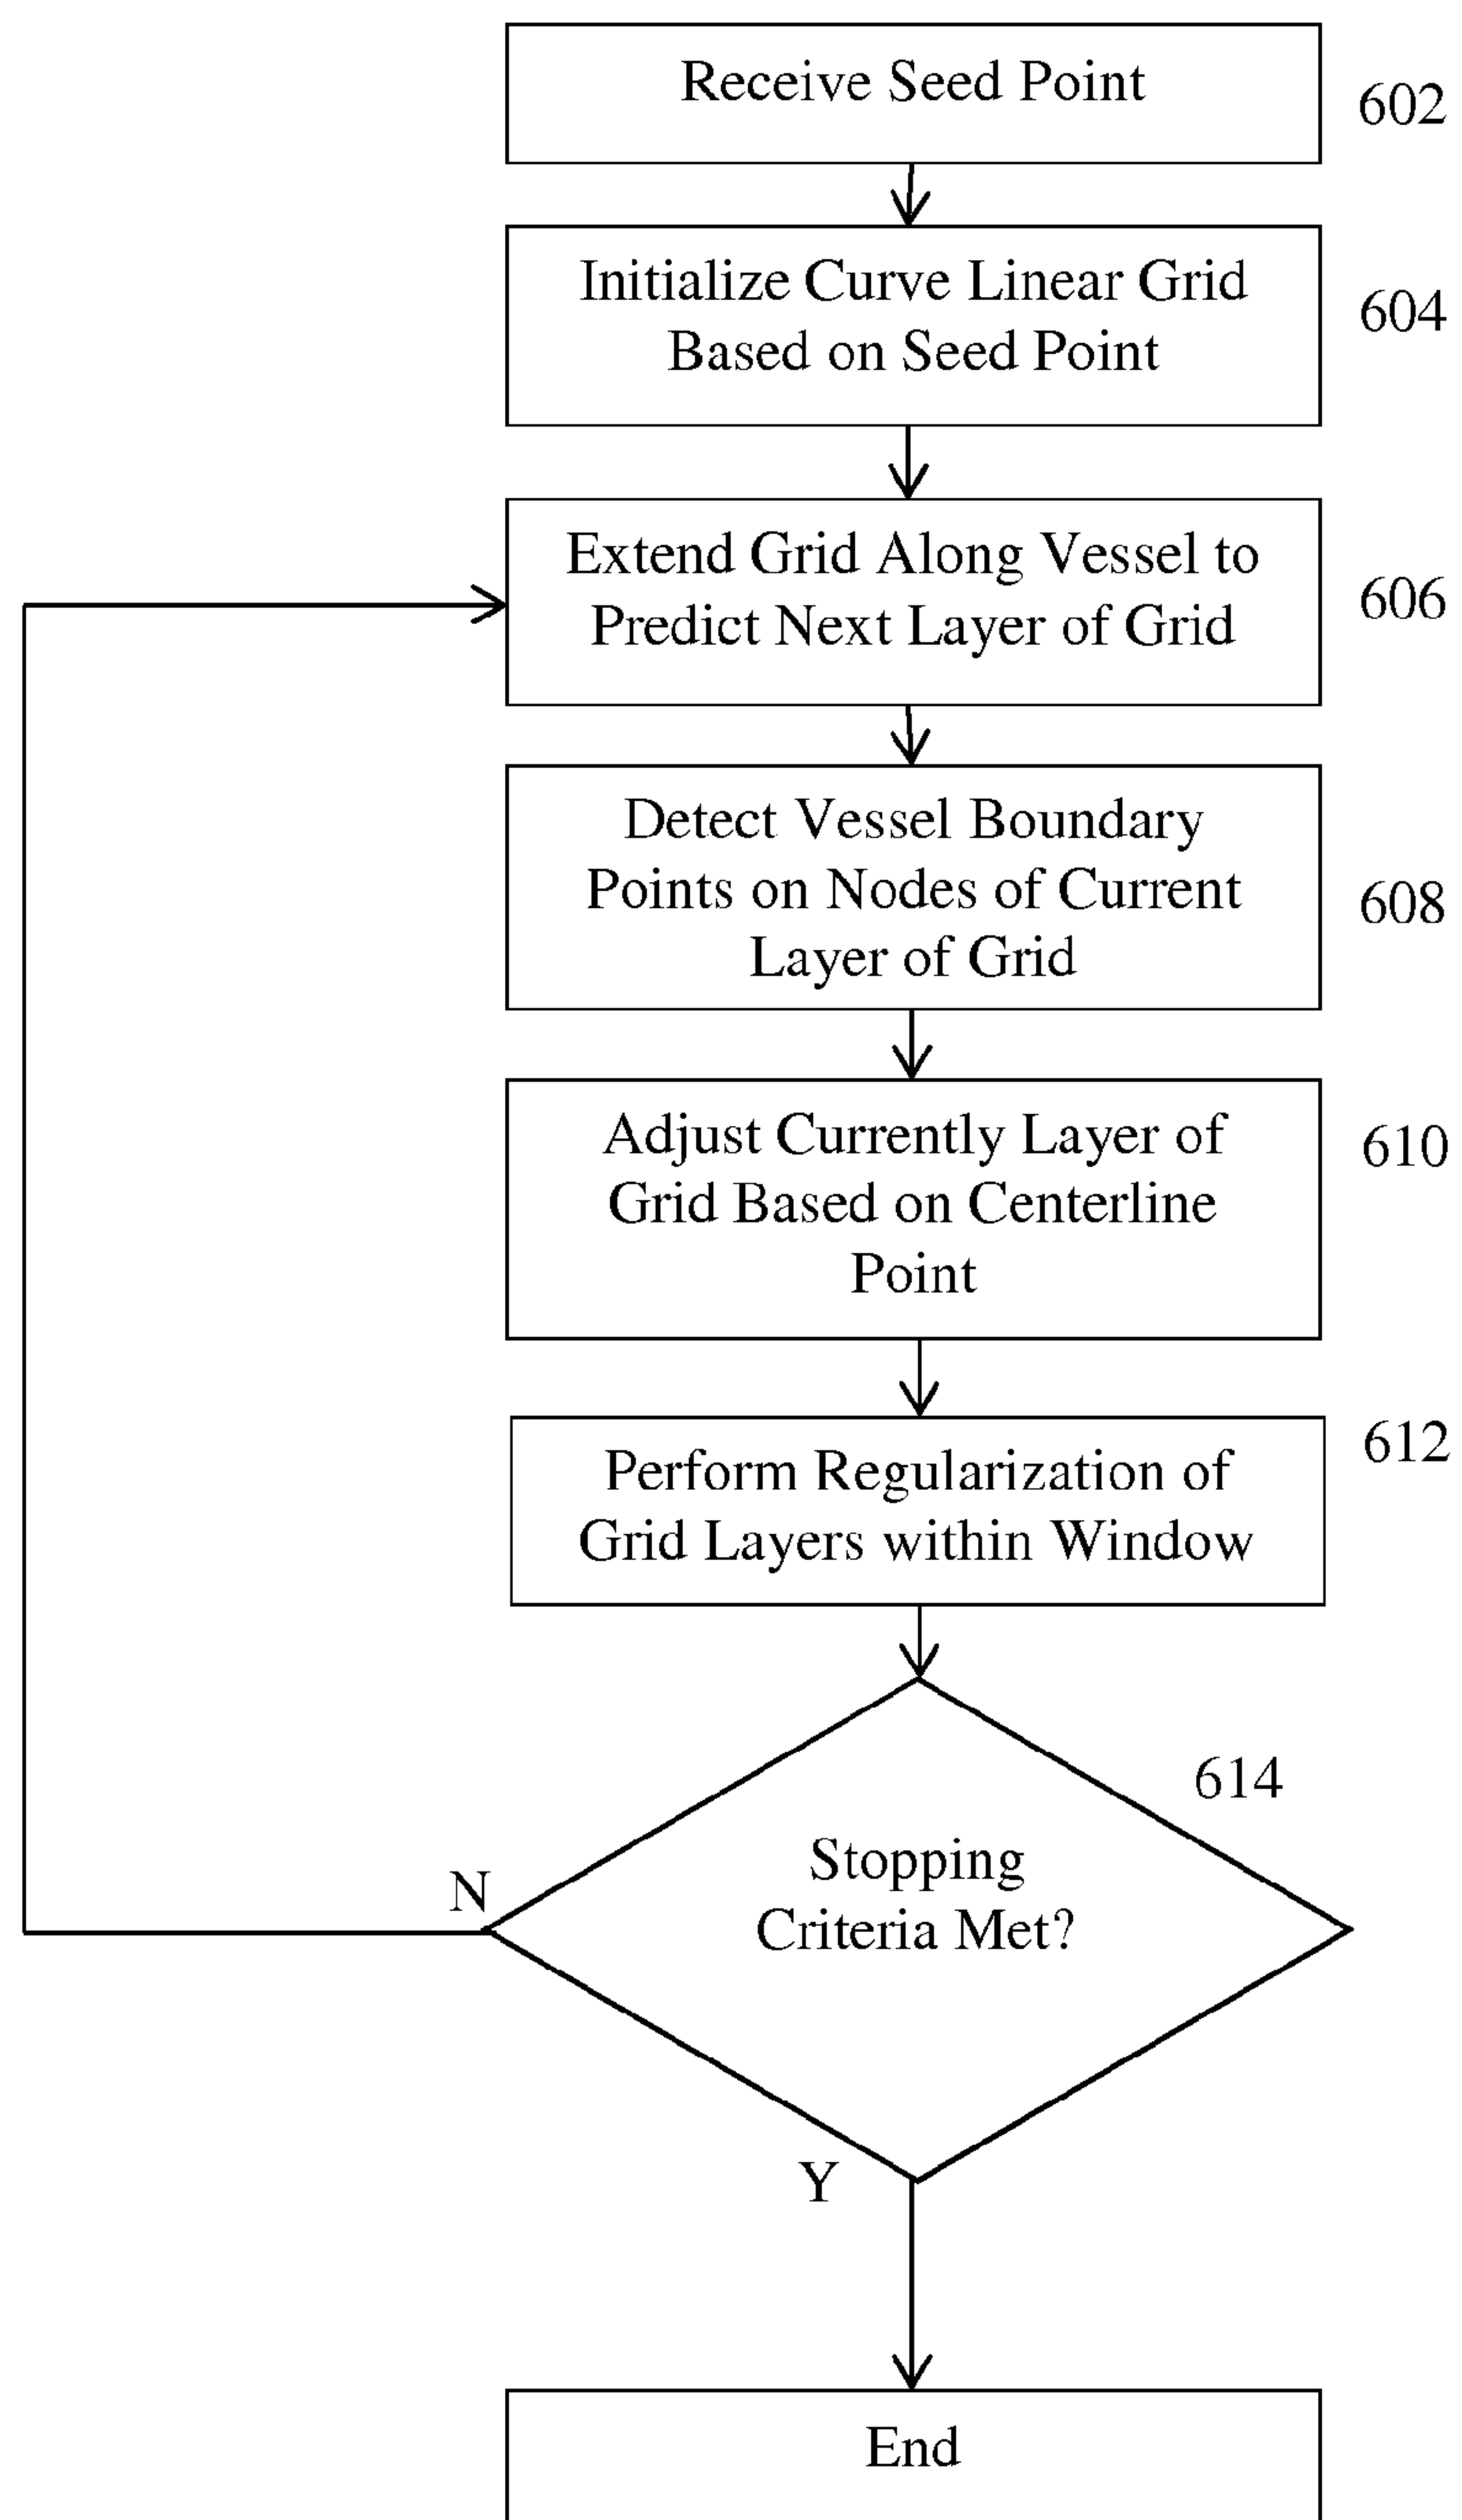 Receive Seed Point
602
Initialize Curve Linear Grid
Based on Seed Point
604
Extend Grid Along Vessel to
Predict Next Layer of Grid
606
Detect Vessel Boundary
Points on Nodes of Current
Layer of Grid
608
Adjust Currently Layer of
Grid Based on Centerline
Point
610
Perform Regularization of
Grid Layers within Window
612
614
Stopping
Criteria Met?
N
Y
End